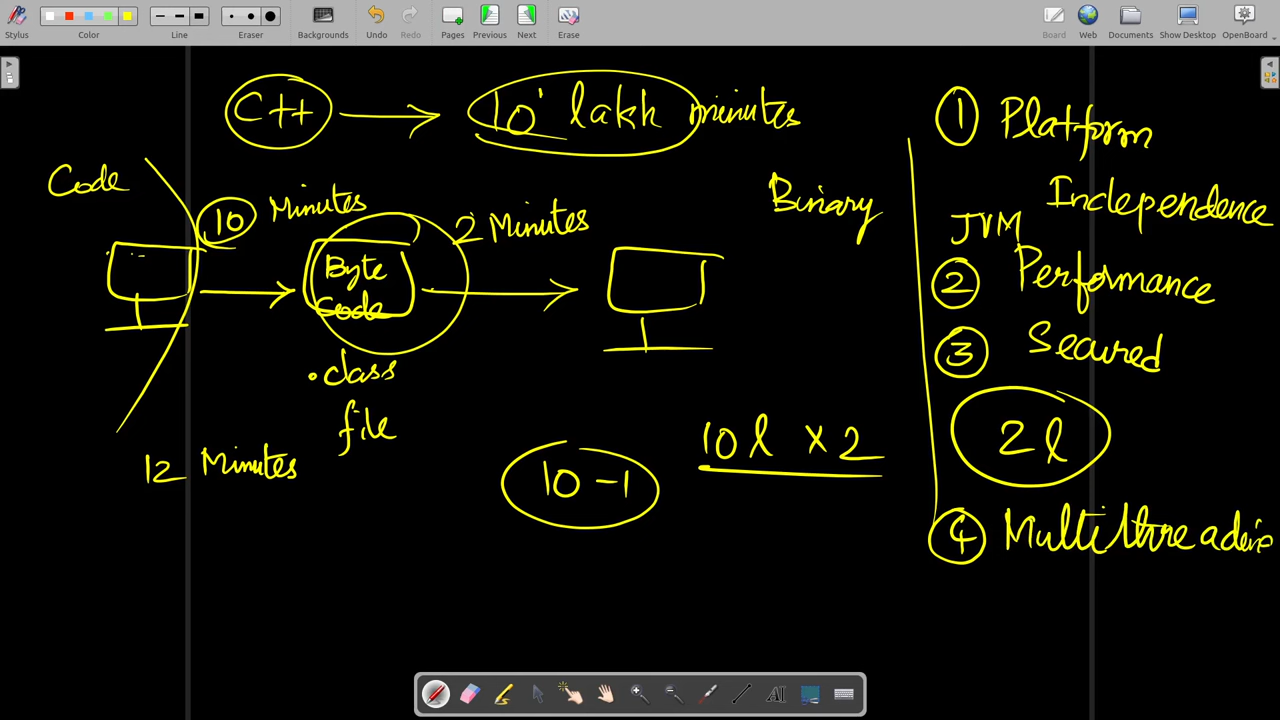 Stylus
Color
Line
Eraser
Backgrounds
Undo
Redo
Pages
Previous
Next
Erase
Board
Web
Documents
Show Desktop
OpenBoard
C++ → 10 lakh minutes
Code
10 Minutes
2 Minutes
Binary
Byte
Code
.class
file
12 Minutes
10 - 1
10 l × 2
① Platform
Independence
JVM
② Performance
③ Secured
2 l
④ Multithreading